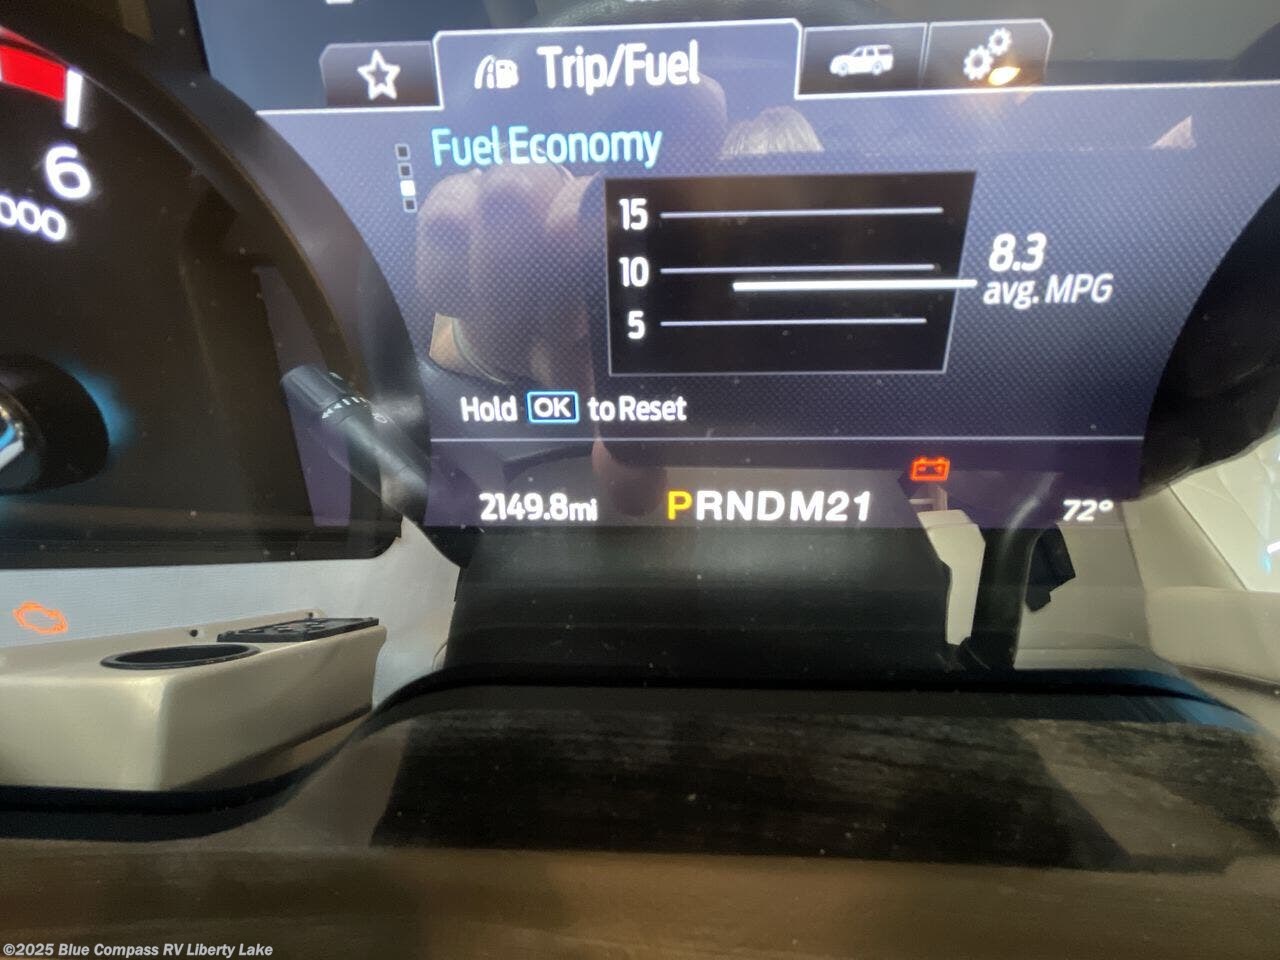 Trip/Fuel
Fuel Economy
15
10
5
8.3
avg. MPG
Hold OK to Reset
2149.8mi
PRNDM21
72°
6
000
©2025 Blue Compass RV Liberty Lake